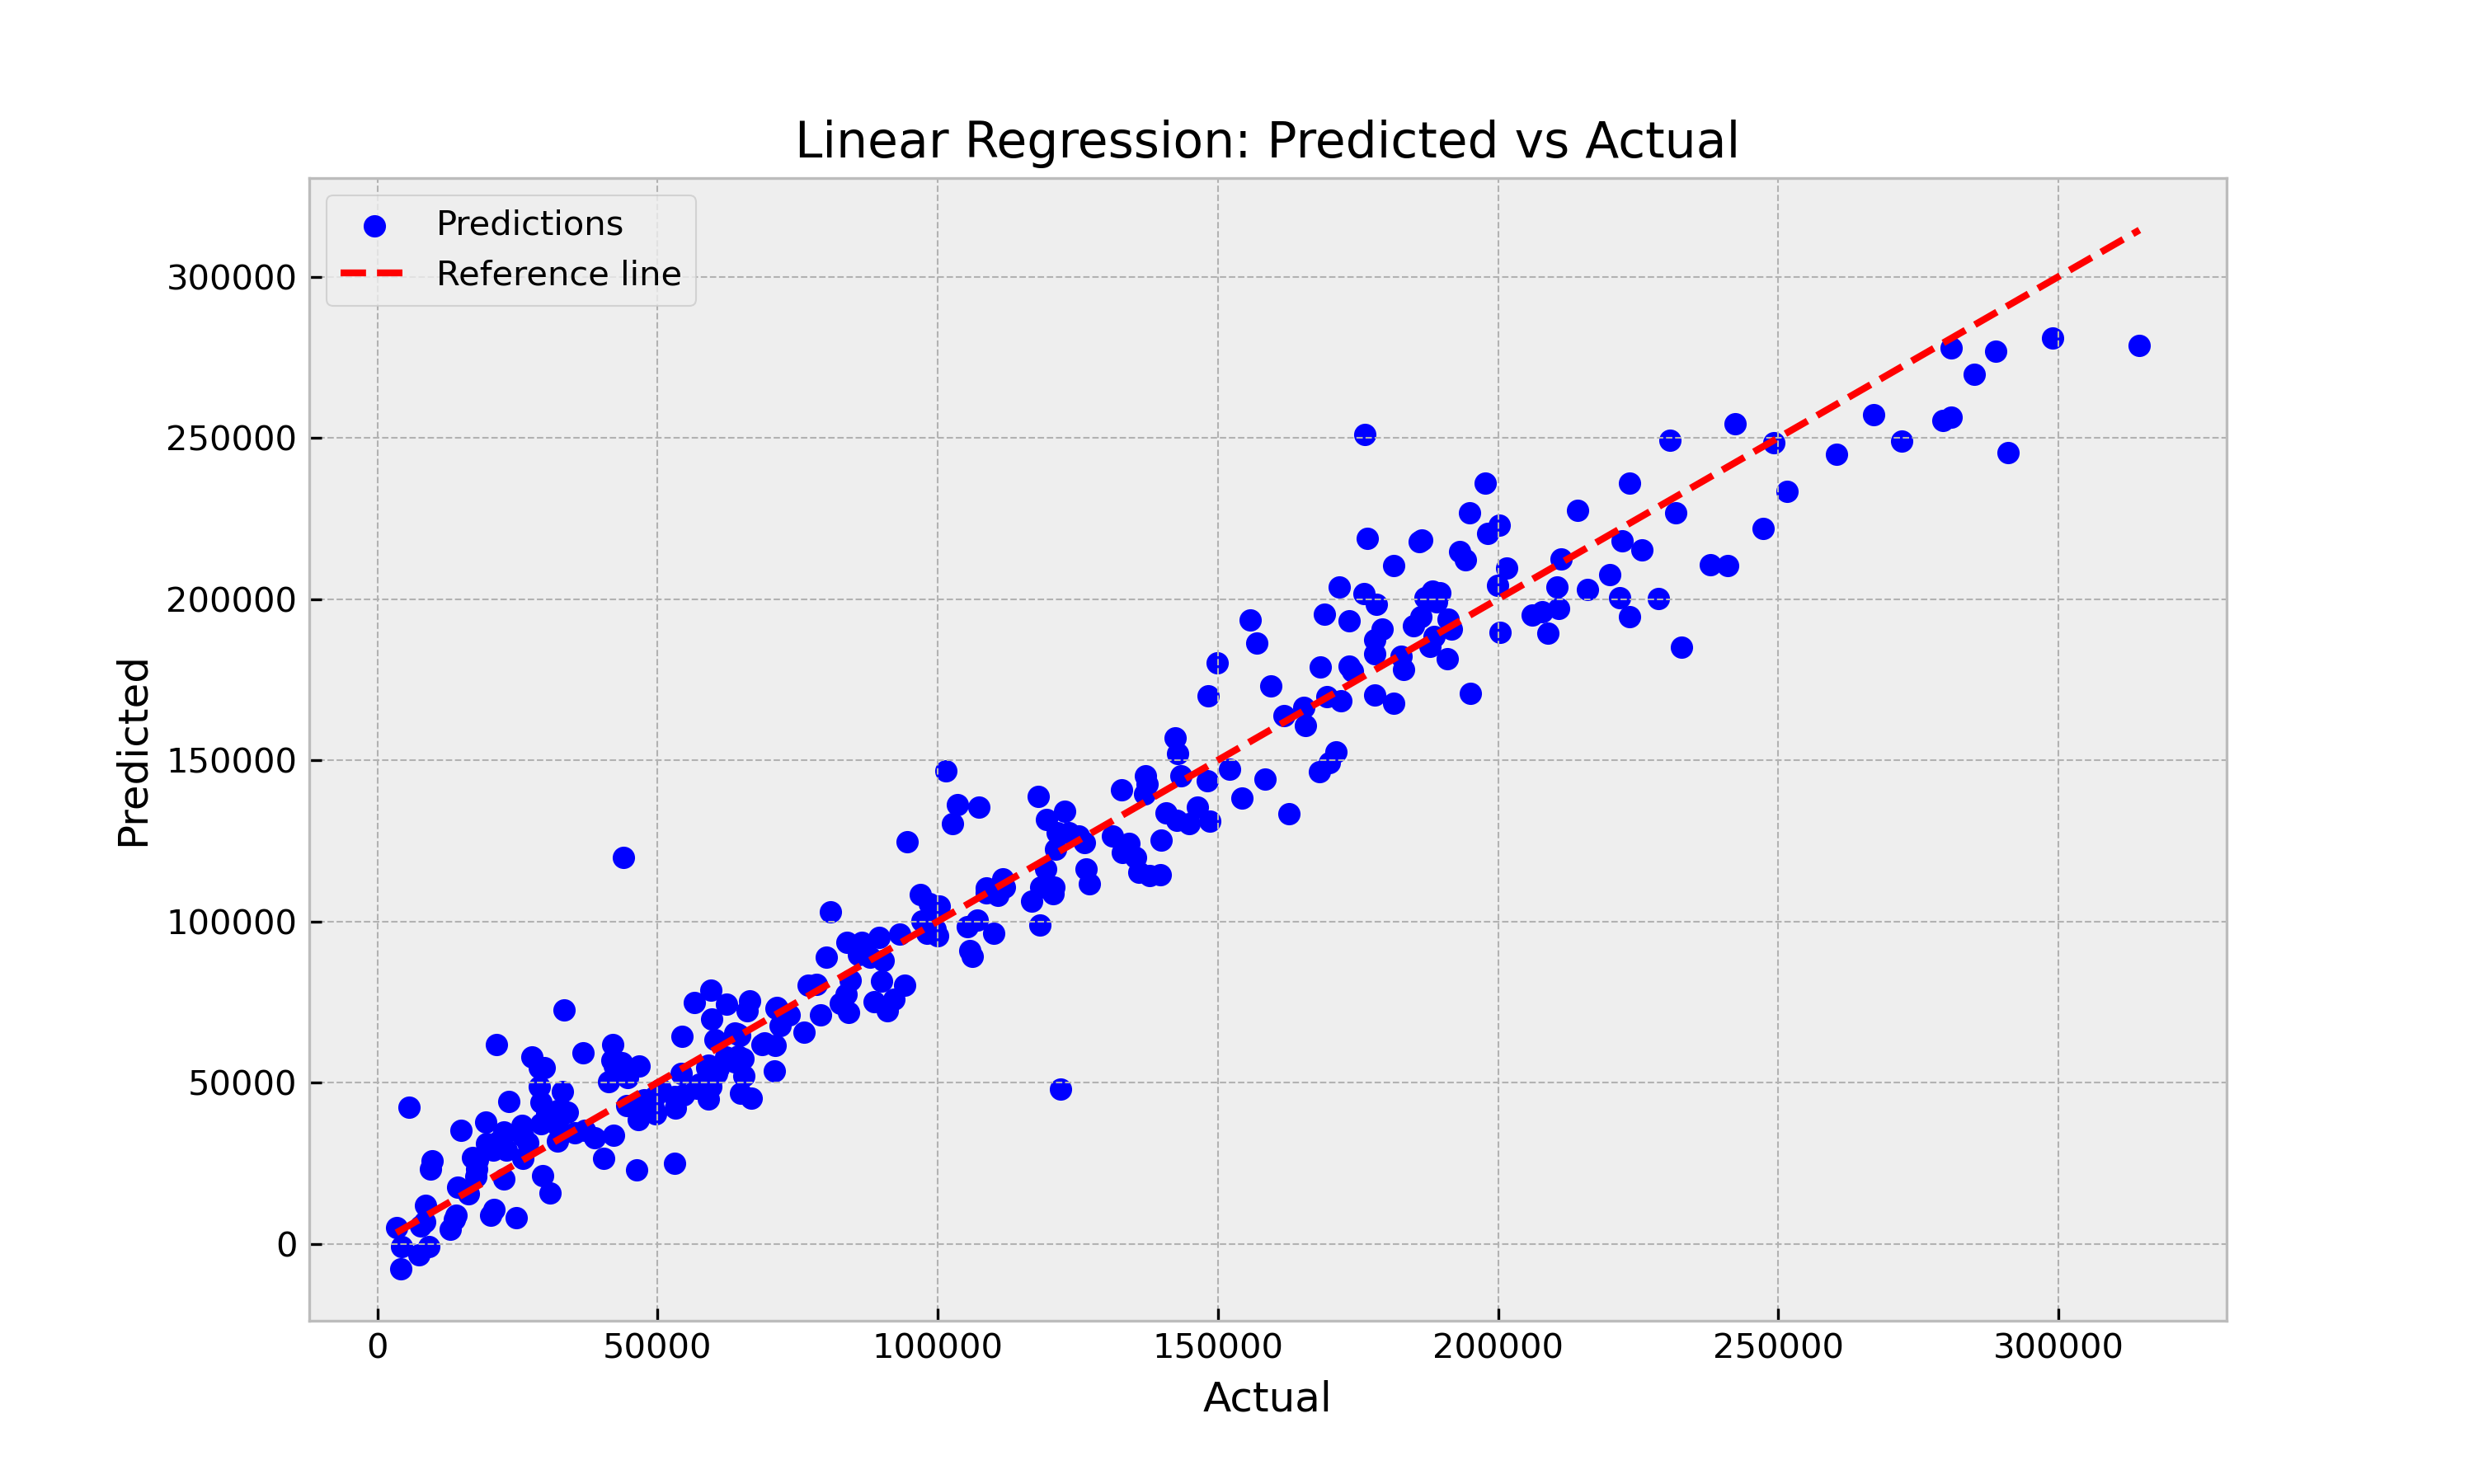 Linear Regression: Predicted vs Actual
Predictions
Reference line
300000
250000
200000
150000
100000
50000
0
Predicted
0 50000 100000 150000 200000 250000 300000
Actual